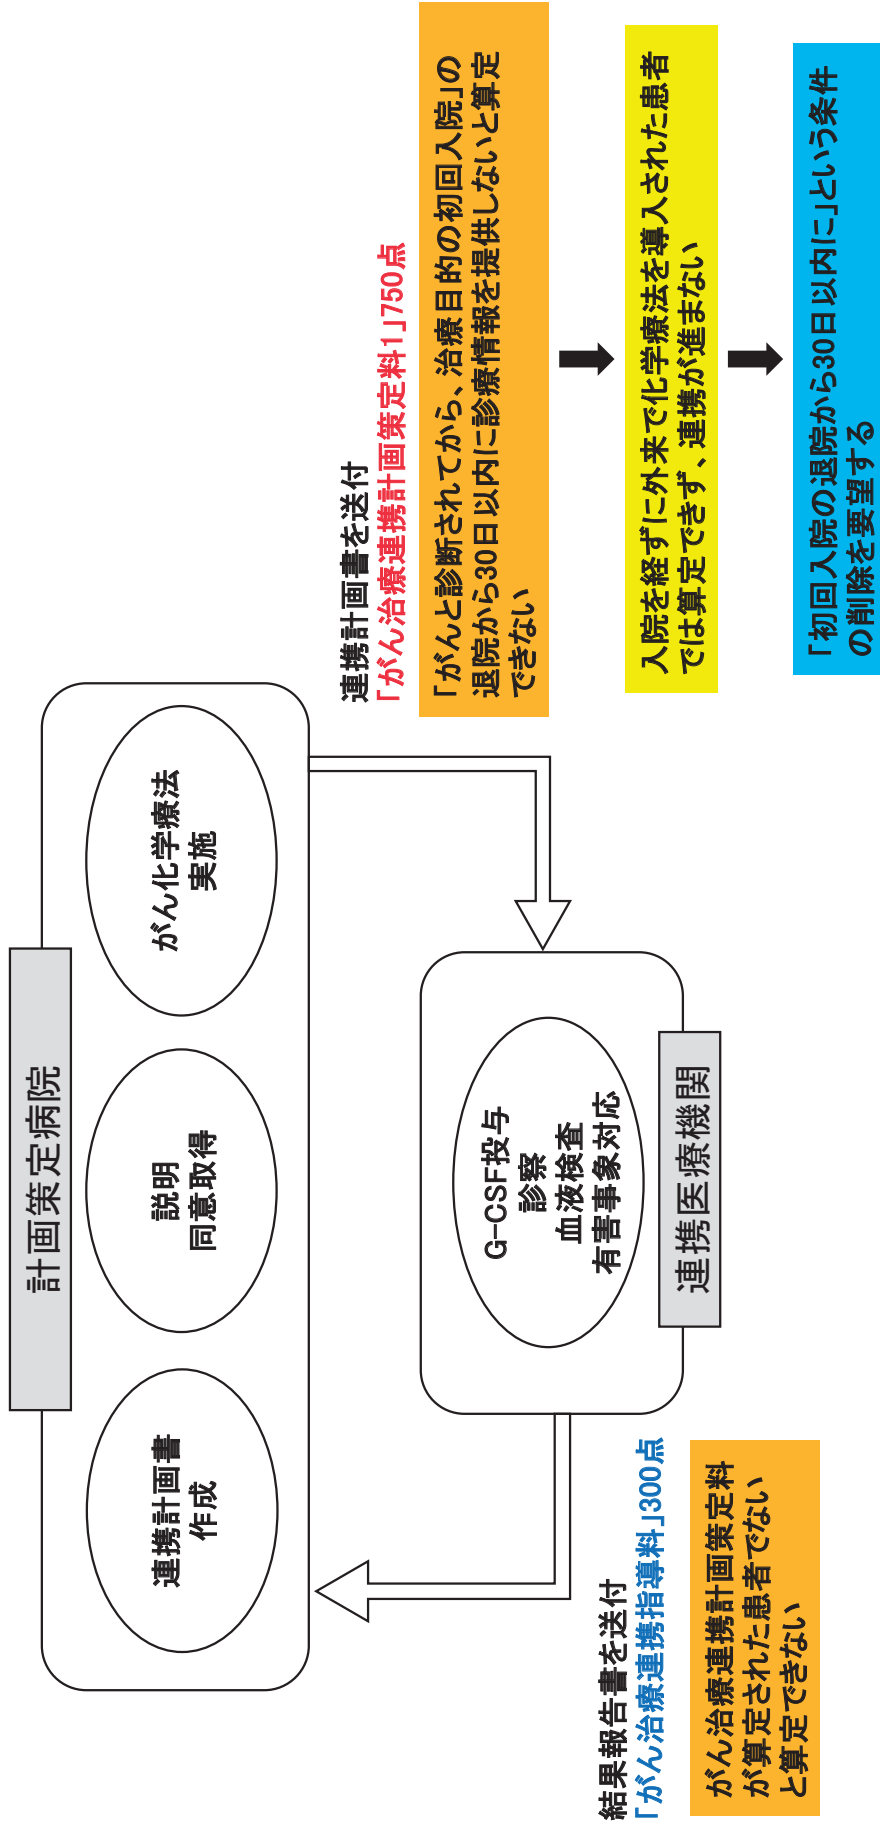 計画策定病院
連携計画書
作成
説明
同意取得
がん化学療法
実施
連携計画書を送付
「がん治療連携計画策定料1」750点
「がんと診断されてから、治療目的の初回入院」の
退院から30日以内に診療情報を提供しないと算定
できない
入院を経ずに外来で化学療法を導入された患者
では算定できず、連携が進まない
「初回入院の退院から30日以内に」という条件
の削除を要望する
G-CSF投与
診察
血液検査
有害事象対応
連携医療機関
結果報告書を送付
「がん治療連携指導料」300点
がん治療連携計画策定料
が算定された患者でない
と算定できない